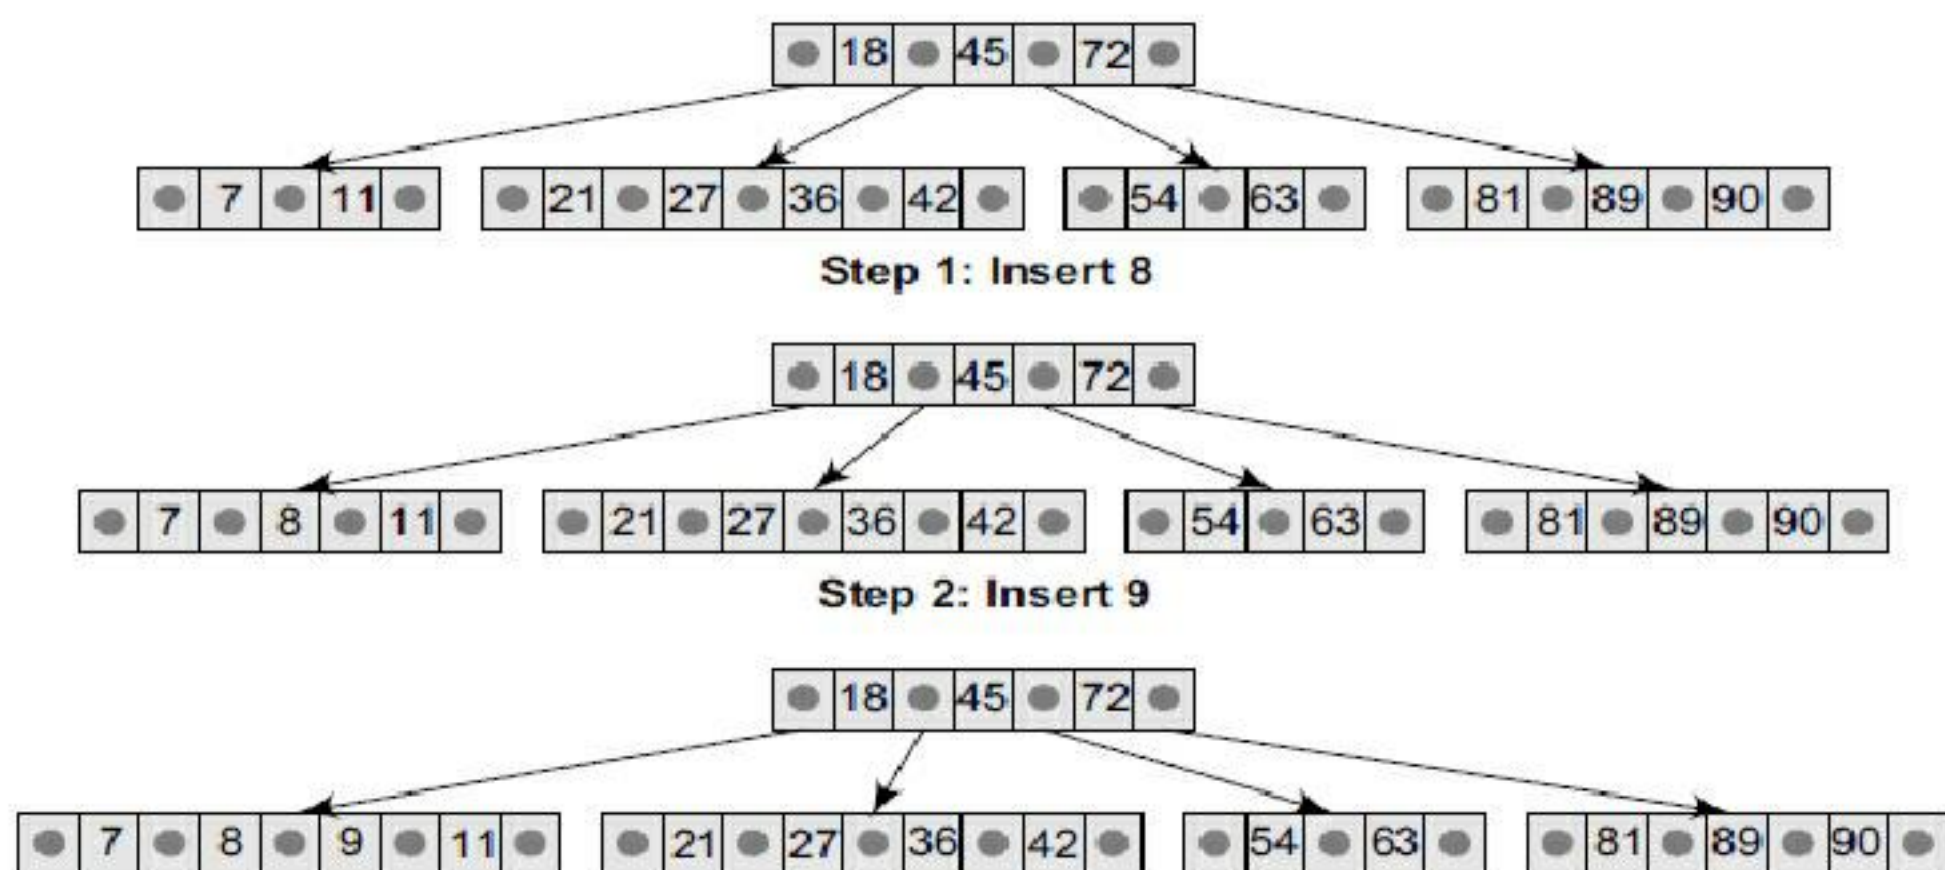 18 45 72
7 11 21 27 36 42 54 63 81 89 90
Step 1: Insert 8
18 45 72
7 8 11 21 27 36 42 54 63 81 89 90
Step 2: Insert 9
18 45 72
7 8 9 11 21 27 36 42 54 63 81 89 90